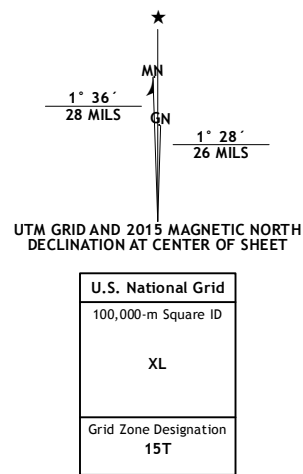 MN
1° 36´
28 MILS
GN
1° 28´
26 MILS
UTM GRID AND 2015 MAGNETIC NORTH
DECLINATION AT CENTER OF SHEET
U.S. National Grid
100,000-m Square ID
XL
Grid Zone Designation
15T